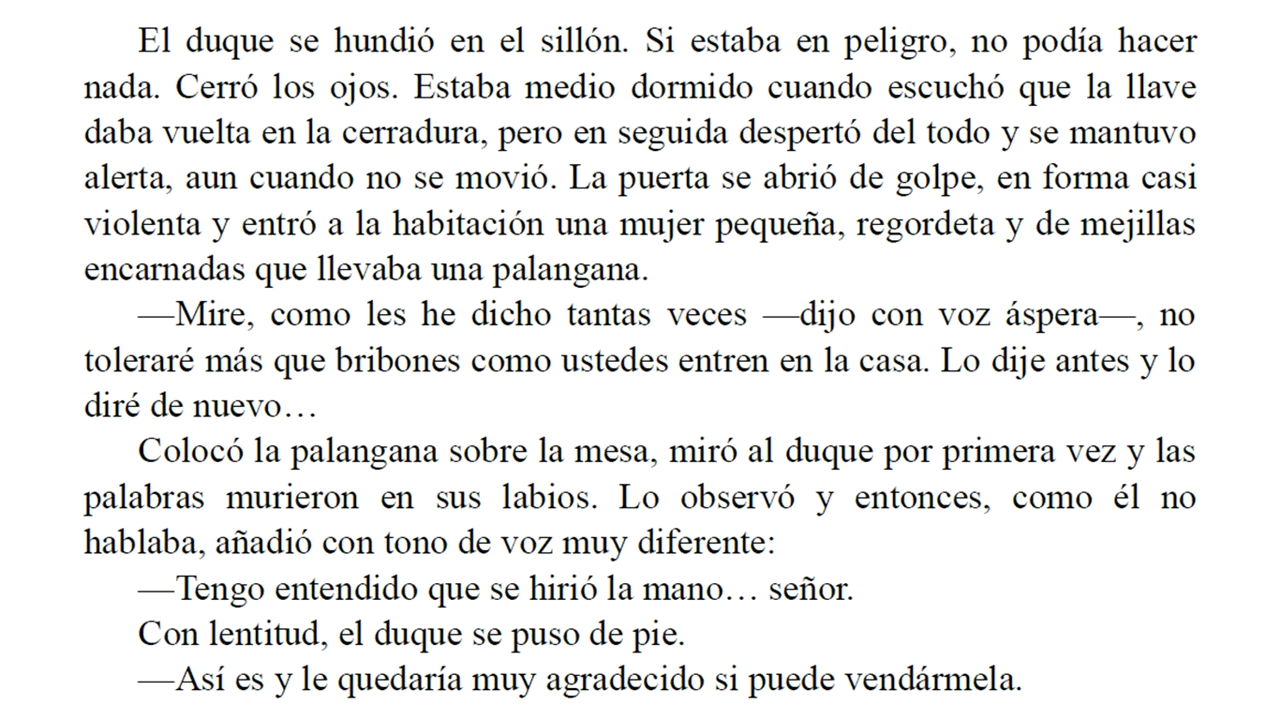 El duque se hundió en el sillón. Si estaba en peligro, no podía hacer
nada. Cerró los ojos. Estaba medio dormido cuando escuchó que la llave
daba vuelta en la cerradura, pero en seguida despertó del todo y se mantuvo
alerta, aun cuando no se movió. La puerta se abrió de golpe, en forma casi
violenta y entró a la habitación una mujer pequeña, regordeta y de mejillas
encarnadas que llevaba una palangana.
—Mire, como les he dicho tantas veces —dijo con voz áspera—, no
toleraré más que bribones como ustedes entren en la casa. Lo dije antes y lo
diré de nuevo…
Colocó la palangana sobre la mesa, miró al duque por primera vez y las
palabras murieron en sus labios. Lo observó y entonces, como él no
hablaba, añadió con tono de voz muy diferente:
—Tengo entendido que se hirió la mano… señor.
Con lentitud, el duque se puso de pie.
—Así es y le quedaría muy agradecido si puede vendármela.